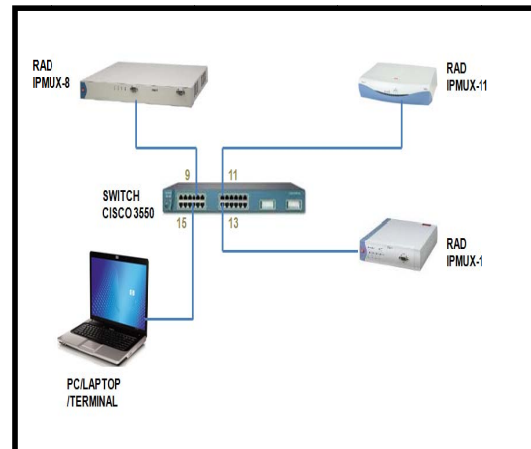 RAD
IPMUX-8
RAD
IPMUX-11
9
11
SWITCH
CISCO 3550
15
13
RAD
IPMUX-1
PC/LAPTOP
/TERMINAL